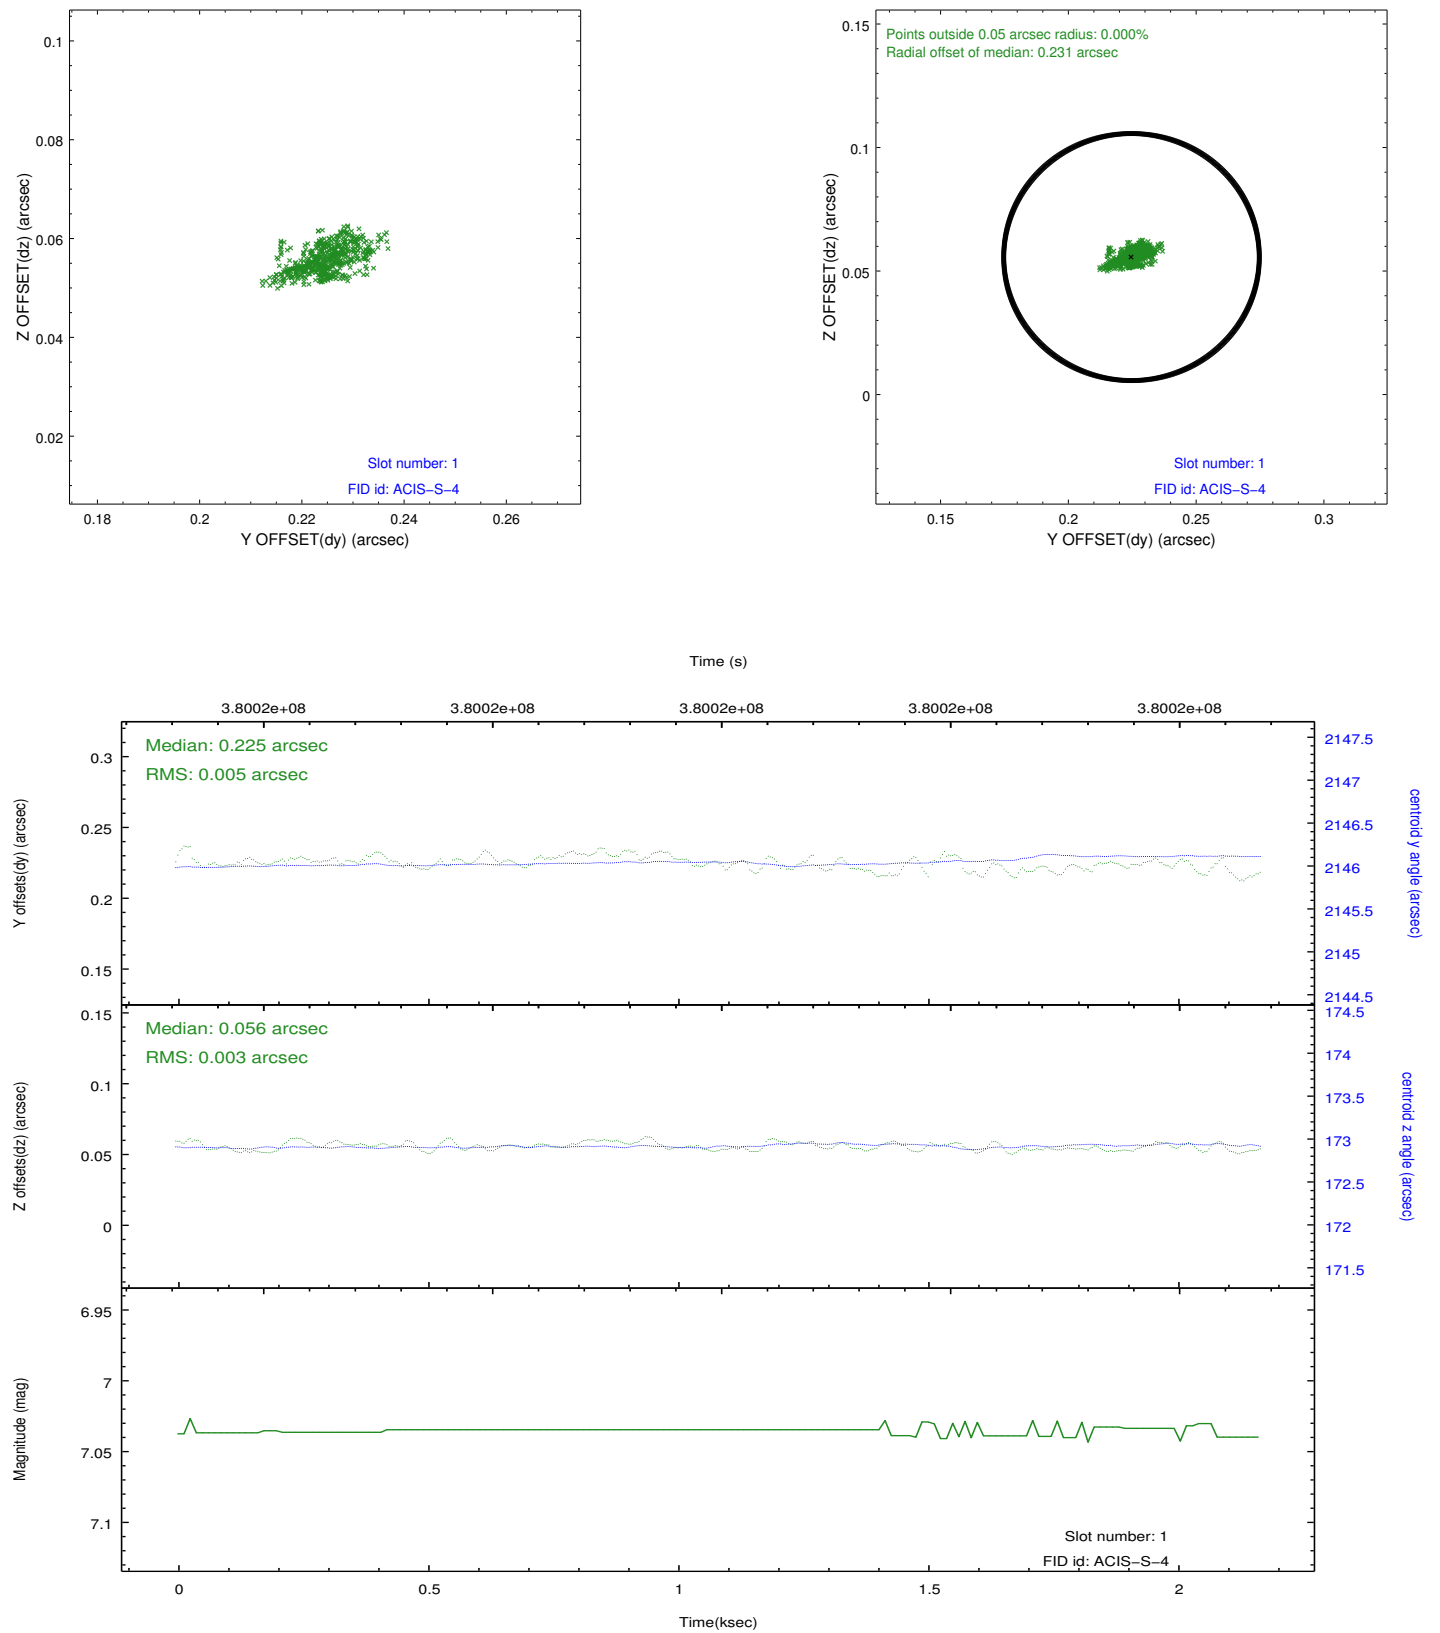 0.1
0.08
0.06
0.04
0.02
Z OFFSET(dz) (arcsec)
Slot number: 1
FID id: ACIS−S−4
0.18 0.2 0.22 0.24 0.26
Y OFFSET(dy) (arcsec)
Points outside 0.05 arcsec radius: 0.000%
Radial offset of median: 0.231 arcsec
0.15
0.1
0.05
0
Z OFFSET(dz) (arcsec)
Slot number: 1
FID id: ACIS−S−4
0.15 0.2 0.25 0.3
Y OFFSET(dy) (arcsec)
Time (s)
3.8002e+08 3.8002e+08 3.8002e+08 3.8002e+08 3.8002e+08
Median: 0.225 arcsec
RMS: 0.005 arcsec
0.3
0.25
0.2
0.15
Y offsets(dy) (arcsec)
2147.5
2147
2146.5
2146
2145.5
2145
2144.5
centroid y angle (arcsec)
Median: 0.056 arcsec
RMS: 0.003 arcsec
0.15
0.1
0.05
0
Z offsets(dz) (arcsec)
174.5
174
173.5
173
172.5
172
171.5
centroid z angle (arcsec)
6.95
7
7.05
7.1
Magnitude (mag)
Slot number: 1
FID id: ACIS−S−4
0 0.5 1 1.5 2
Time(ksec)